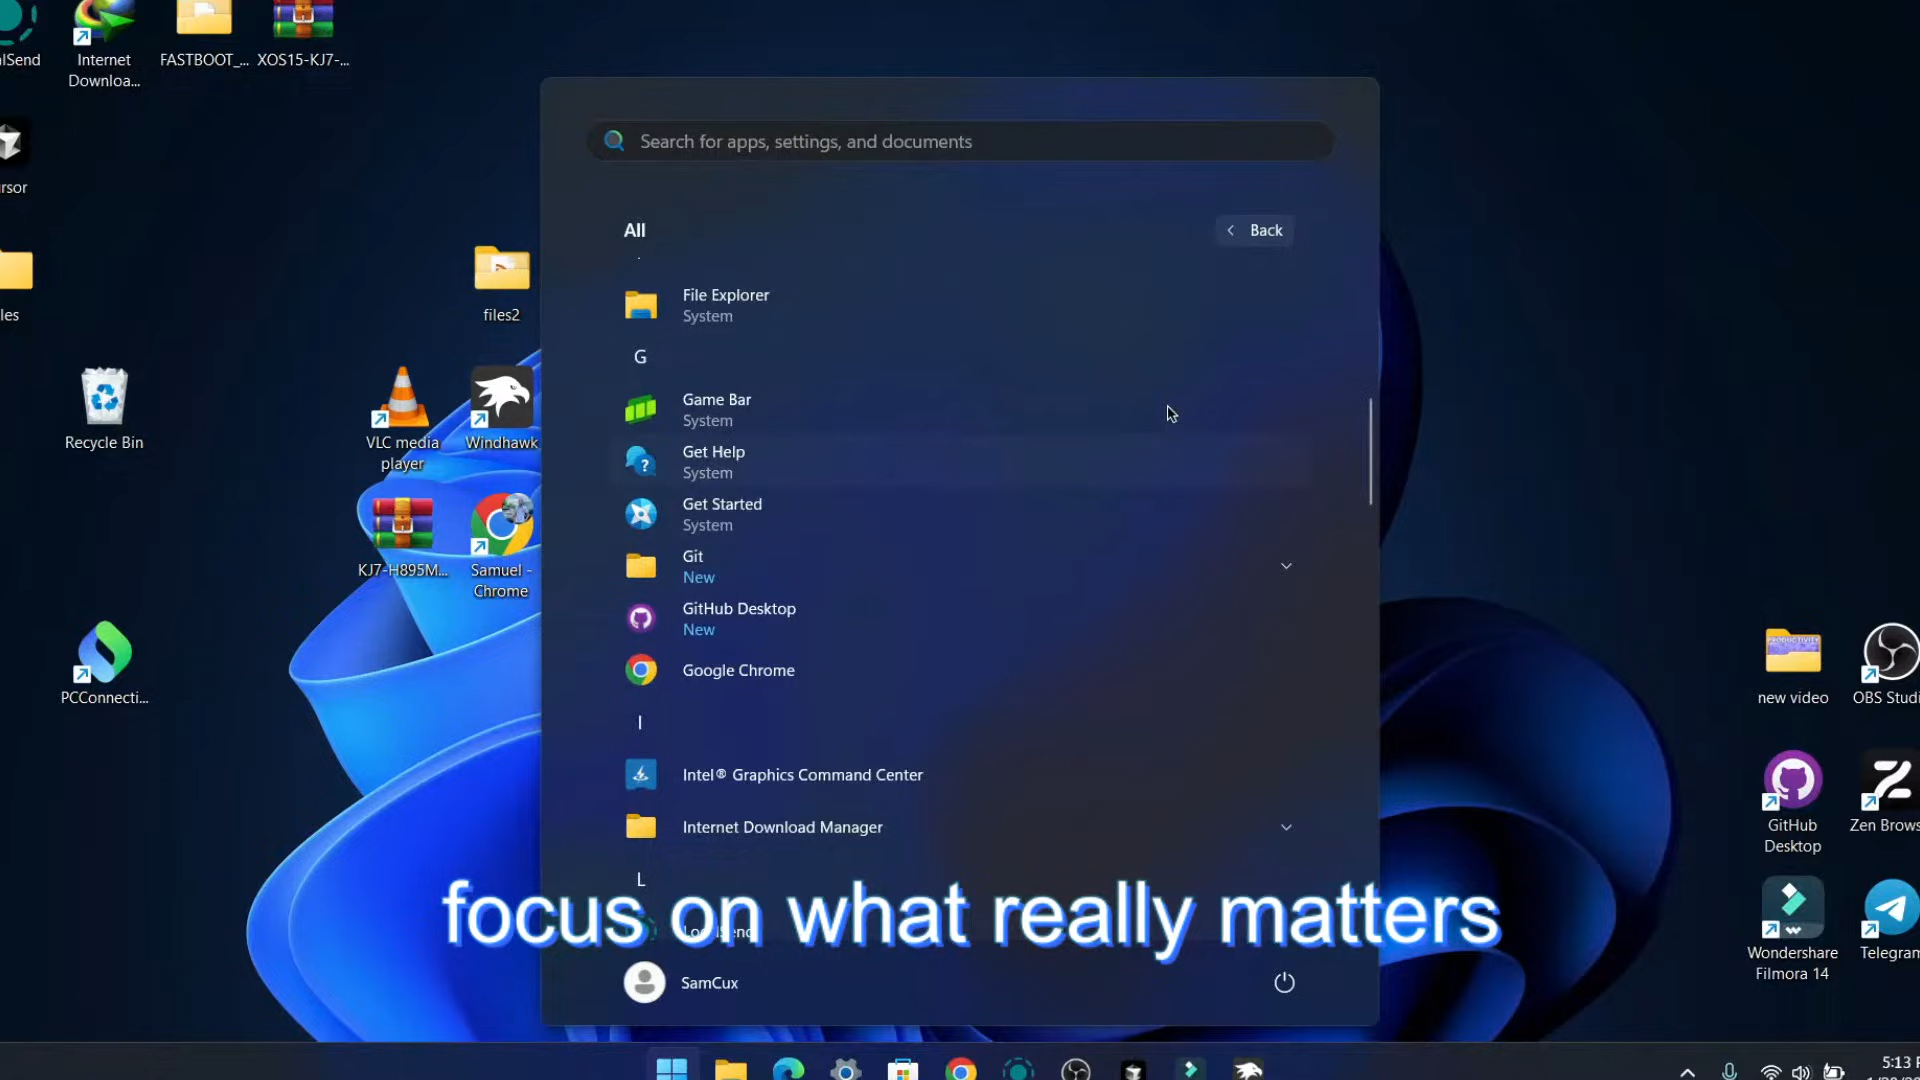 lSend
Internet
Downloa...
FASTBOOT_...
XOS15-KJ7-...
rsor
les
files2
Recycle Bin
VLC media
player
Windhawk
KJ7-H895M...
Samuel -
Chrome
PCConnecti...
Search for apps, settings, and documents
All
Back
File Explorer
System
G
Game Bar
System
Get Help
System
Get Started
System
Git
New
GitHub Desktop
New
Google Chrome
I
Intel® Graphics Command Center
Internet Download Manager
L
focus on what really matters
SamCux
PRODUCTIVITY
new video
OBS Studi
GitHub
Desktop
Zen Brows
Wondershare
Filmora 14
Telegram
5:13 P